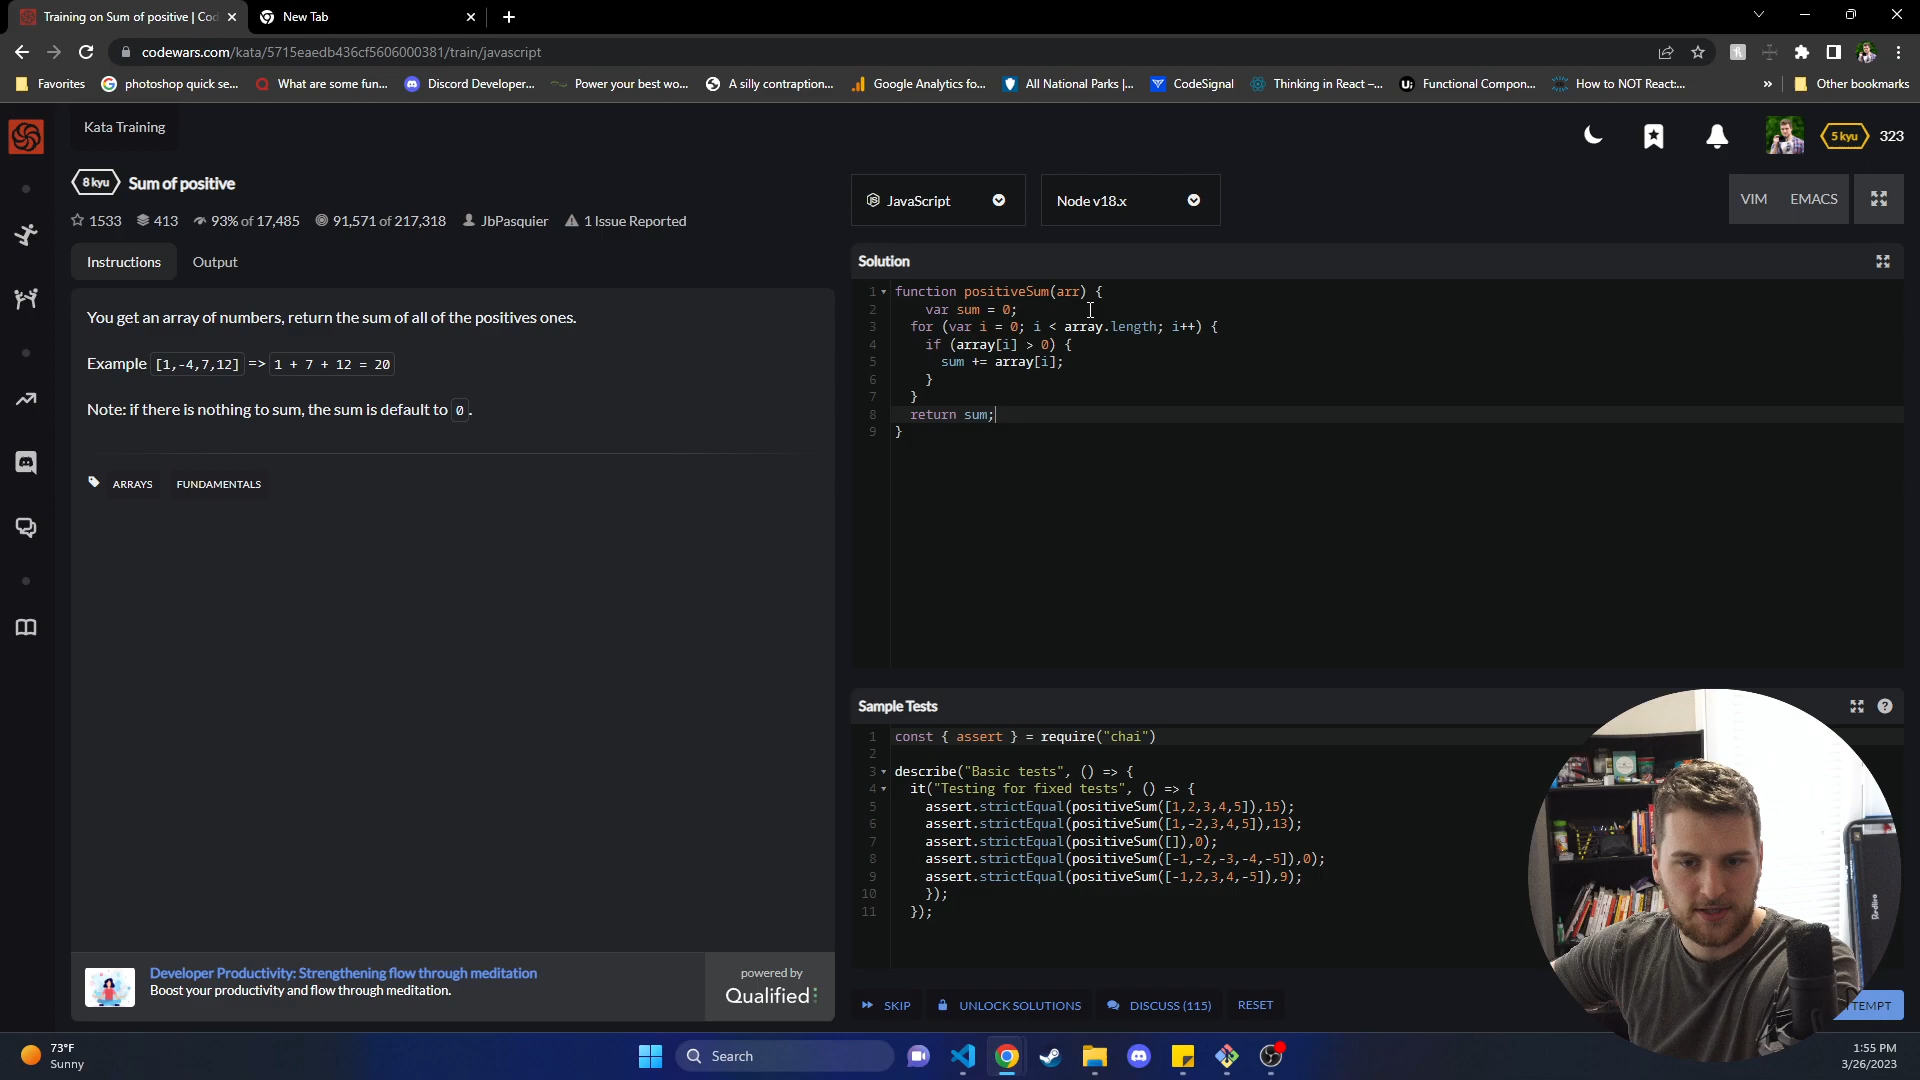 Training on Sum of positive | Cod
New Tab
codewars.com/kata/5715eaedb436cf5606000381/train/javascript
Favorites
photoshop quick se...
What are some fun...
Discord Developer...
Power your best wo...
A silly contraption...
Google Analytics fo...
All National Parks |...
CodeSignal
Thinking in React –...
Functional Compon...
How to NOT React:...
»
Other bookmarks
Kata Training
5 kyu 323
8 kyu Sum of positive
1533 413 93% of 17,485 91,571 of 217,318 JbPasquier 1 Issue Reported
JavaScript
Node v18.x
VIM EMACS
Instructions
Output
You get an array of numbers, return the sum of all of the positives ones.
Example [1,-4,7,12] => 1 + 7 + 12 = 20
Note: if there is nothing to sum, the sum is default to 0.
ARRAYS FUNDAMENTALS
Developer Productivity: Strengthening flow through meditation
Boost your productivity and flow through meditation.
powered by
Qualified
Solution
1 function positiveSum(arr) {
2 var sum = 0;
3 for (var i = 0; i < array.length; i++) {
4 if (array[i] > 0) {
5 sum += array[i];
6 }
7 }
8 return sum;
9 }
Sample Tests
1 const { assert } = require("chai")
2
3 describe("Basic tests", () => {
4 it("Testing for fixed tests", () => {
5 assert.strictEqual(positiveSum([1,2,3,4,5]),15);
6 assert.strictEqual(positiveSum([1,-2,3,4,5]),13);
7 assert.strictEqual(positiveSum([]),0);
8 assert.strictEqual(positiveSum([-1,-2,-3,-4,-5]),0);
9 assert.strictEqual(positiveSum([-1,2,3,4,-5]),9);
10 });
11 });
SKIP
UNLOCK SOLUTIONS
DISCUSS (115)
RESET
TEMPT
73°F
Sunny
Search
1:55 PM
3/26/2023